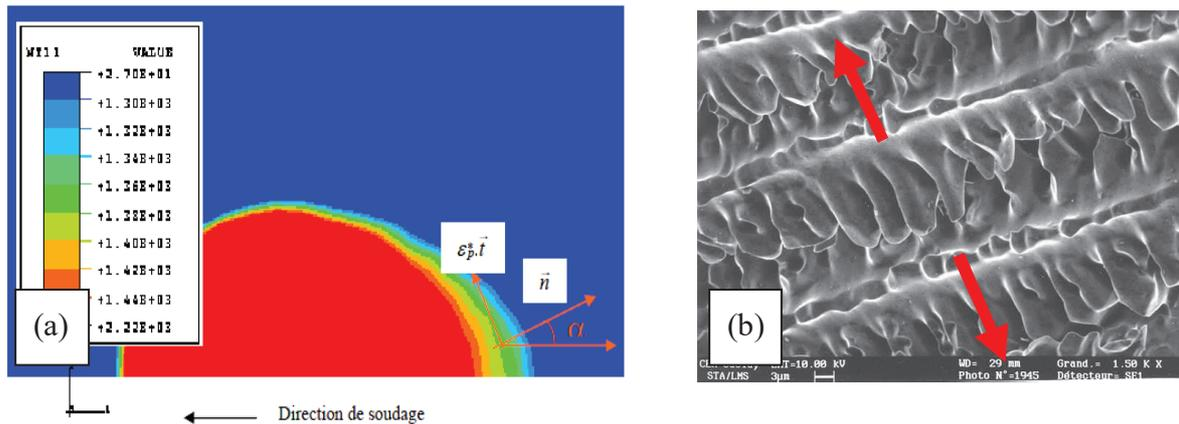 NT11 VALUE
+2.70E+01
+1.30E+03
+1.32E+03
+1.34E+03
+1.36E+03
+1.38E+03
+1.40E+03
+1.42E+03
+1.44E+03
+2.22E+03
(a)
ε*p.t⃗
n⃗
α
Direction de soudage
(b)
=10.00 kV
WD= 29 mm
Grand.= 1.50 K X
STA/LMS 3µm
Photo N°=1945
Détecteur= SE1